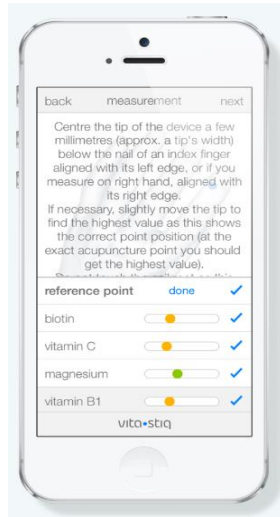 back measurement next
Centre the tip of the device a few
millimetres (approx. a tip's width)
below the nail of an index finger
aligned with its left edge, or if you
measure on right hand, aligned with
its right edge.
If necessary, slightly move the tip to
find the highest value as this shows
the correct point position (at the
exact acupuncture point you should
get the highest value).
reference point done
biotin
vitamin C
magnesium
vitamin B1
vita•stiq